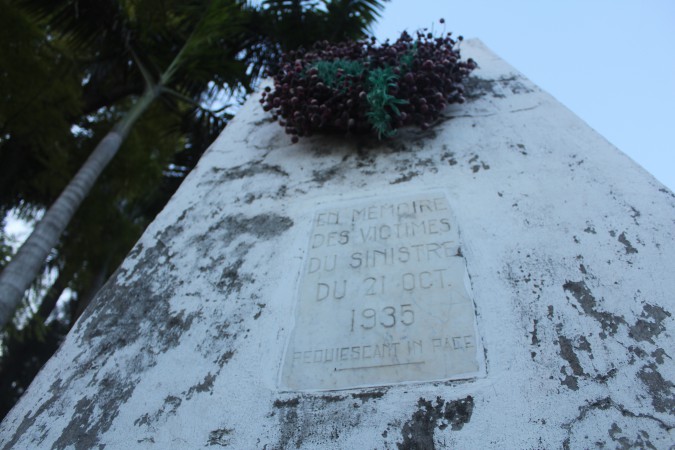 EN MEMOIRE
DES VICTIMES
DU SINISTRE
DU 21 OCT.
1935
REQUIESCANT IN PACE